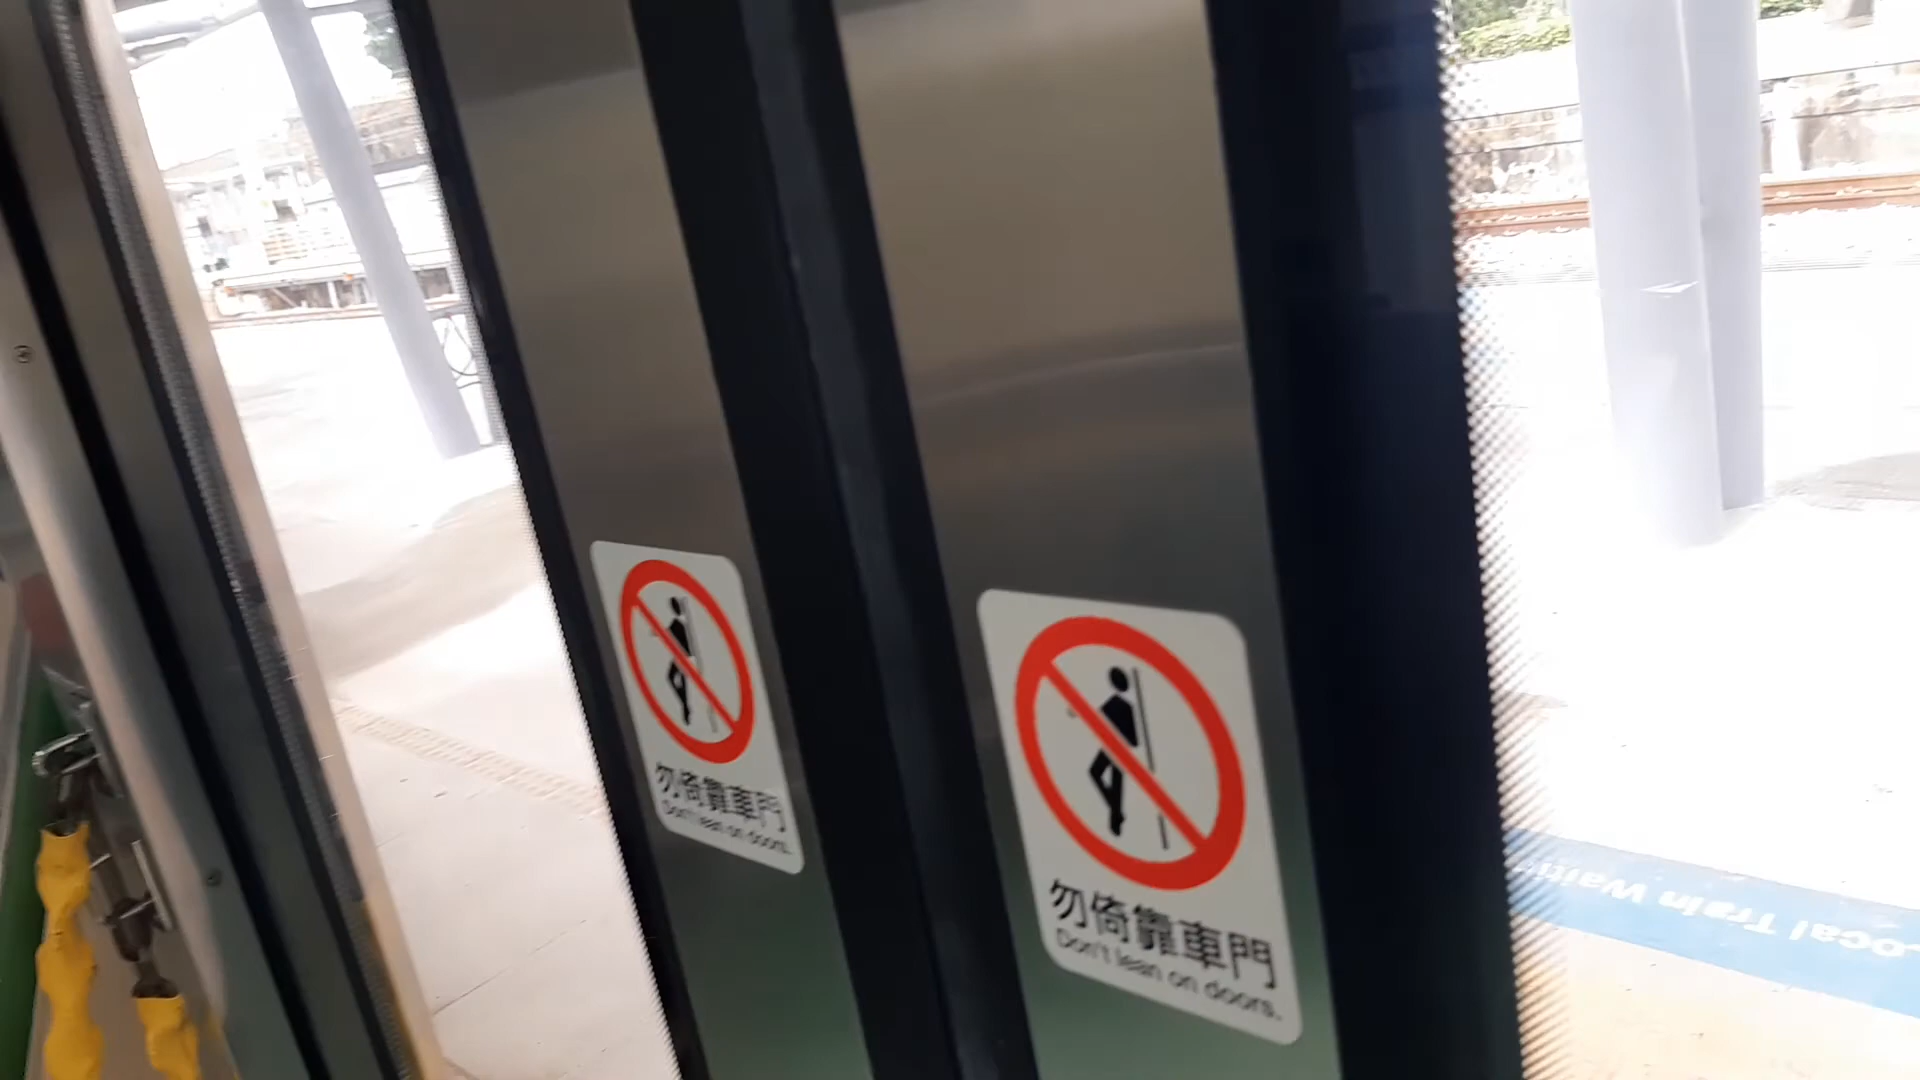 勿倚靠車門
Don't lean on doors.
勿倚靠車門
Don't lean on doors.
Local Train Waiting